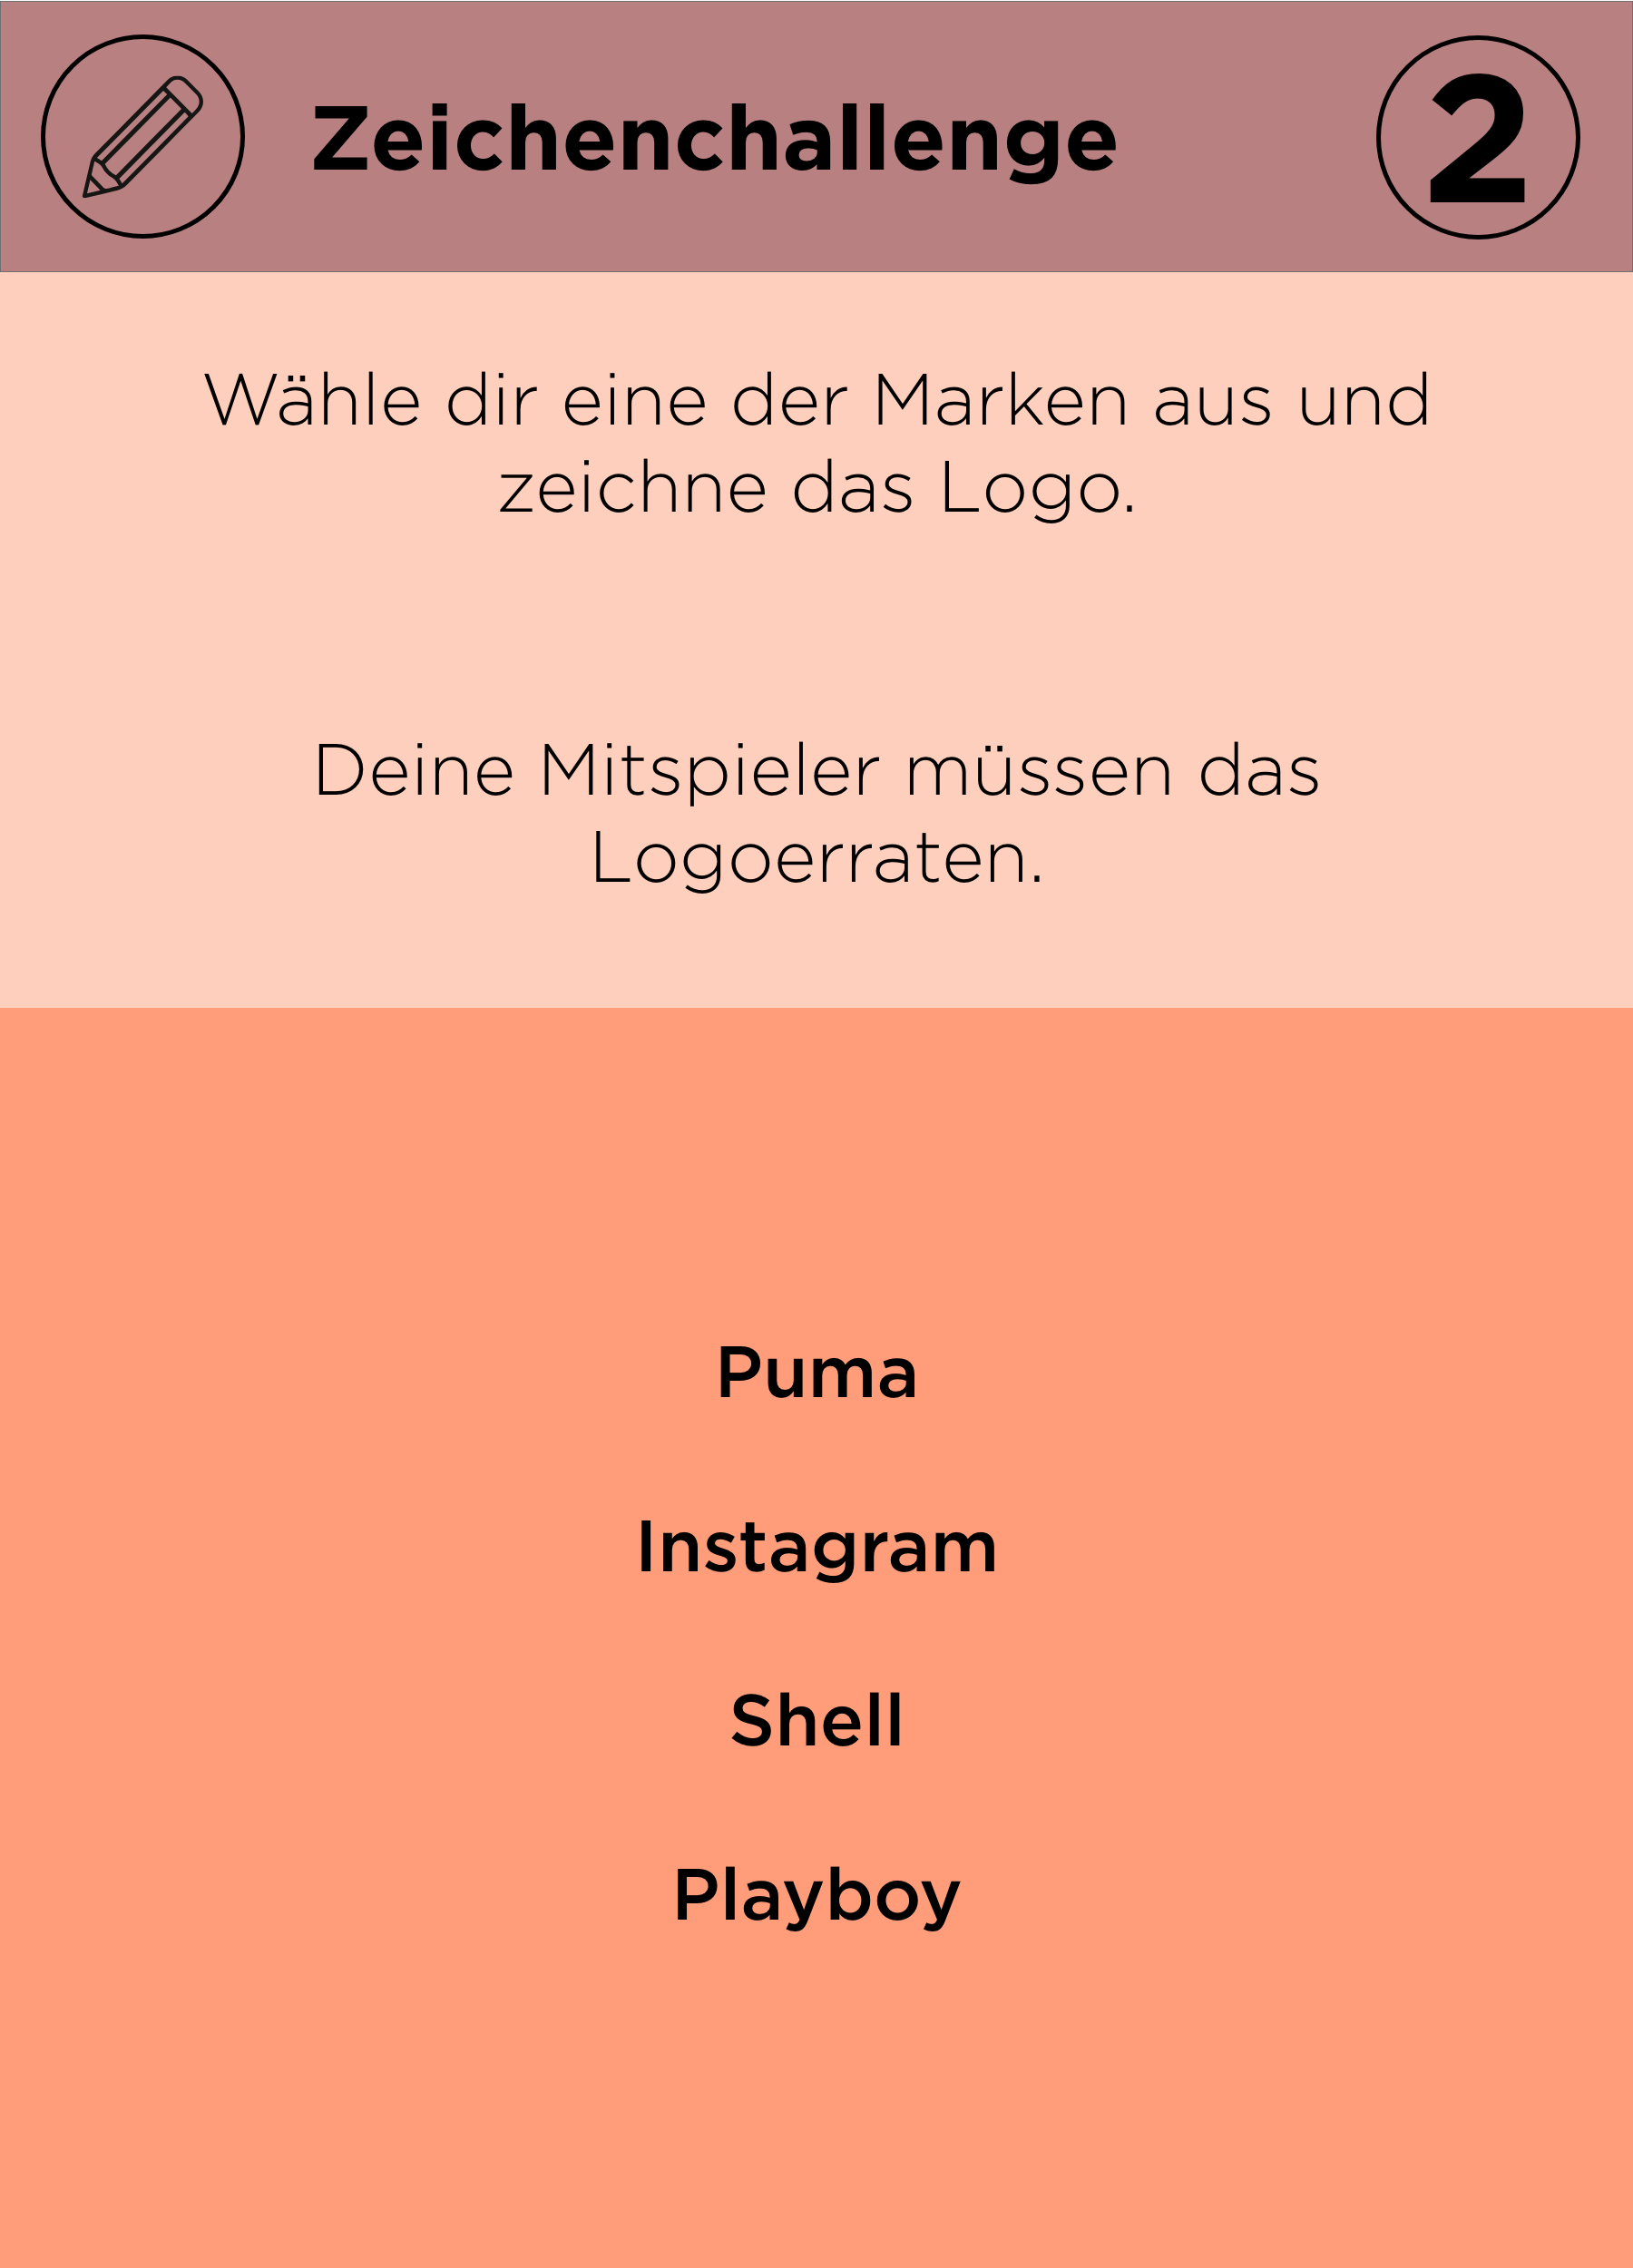 Zeichenchallenge
2
Wähle dir eine der Marken aus und
zeichne das Logo.
Deine Mitspieler müssen das
Logoerraten.
Puma
Instagram
Shell
Playboy